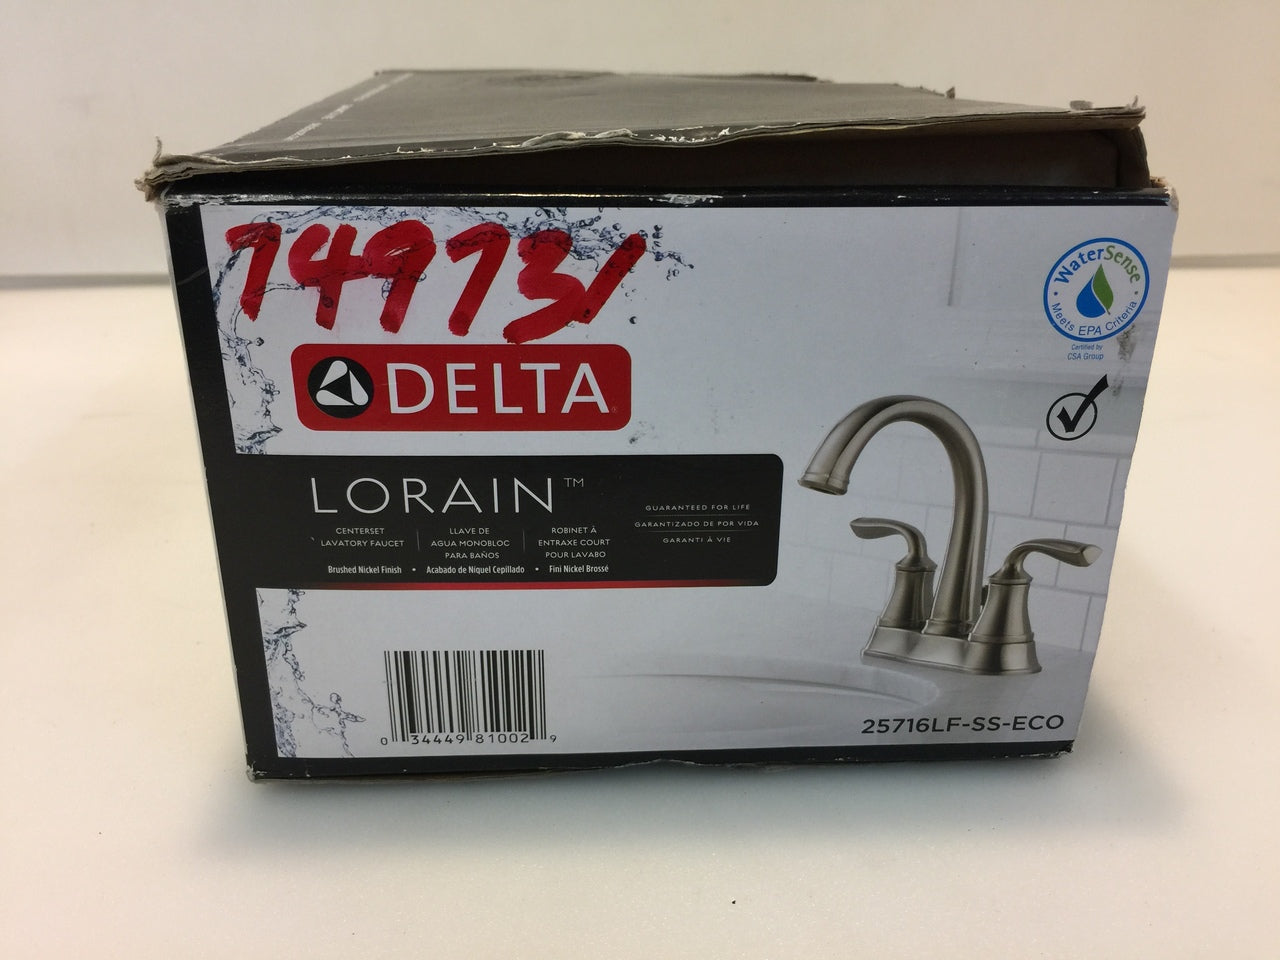 749731
WaterSense
Meets EPA Criteria
Certified by
CSA Group
DELTA
LORAIN™
CENTERSET
LAVATORY FAUCET
LLAVE DE
AGUA MONOBLOC
PARA BAÑOS
ROBINET À
ENTRAXE COURT
POUR LAVABO
GUARANTEED FOR LIFE
GARANTIZADO DE POR VIDA
GARANTI À VIE
Brushed Nickel Finish • Acabado de Níquel Cepillado • Fini Nickel Brossé
0 34449 81002 9
25716LF-SS-ECO